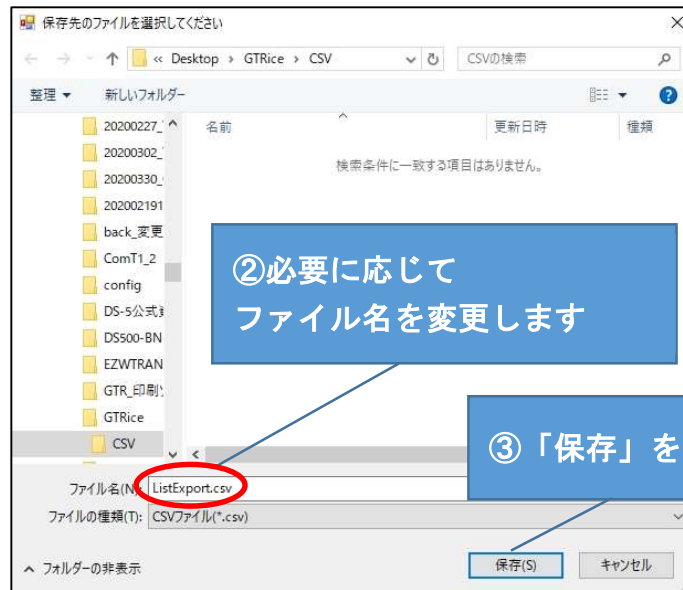 保存先のファイルを選択してください
« Desktop › GTRice › CSV
CSVの検索
整理
新しいフォルダー
名前
更新日時
種類
検索条件に一致する項目はありません。
20200227_
20200302_
20200330_
202002191
back_変更
ComT1_2
config
DS-5公式
DS500-BN
EZWTRAN
GTR_印刷
GTRice
CSV
②必要に応じて
ファイル名を変更します
③「保存」を
ファイル名(N): ListExport.csv
ファイルの種類(T): CSVファイル(*.csv)
フォルダーの非表示
保存(S)
キャンセル